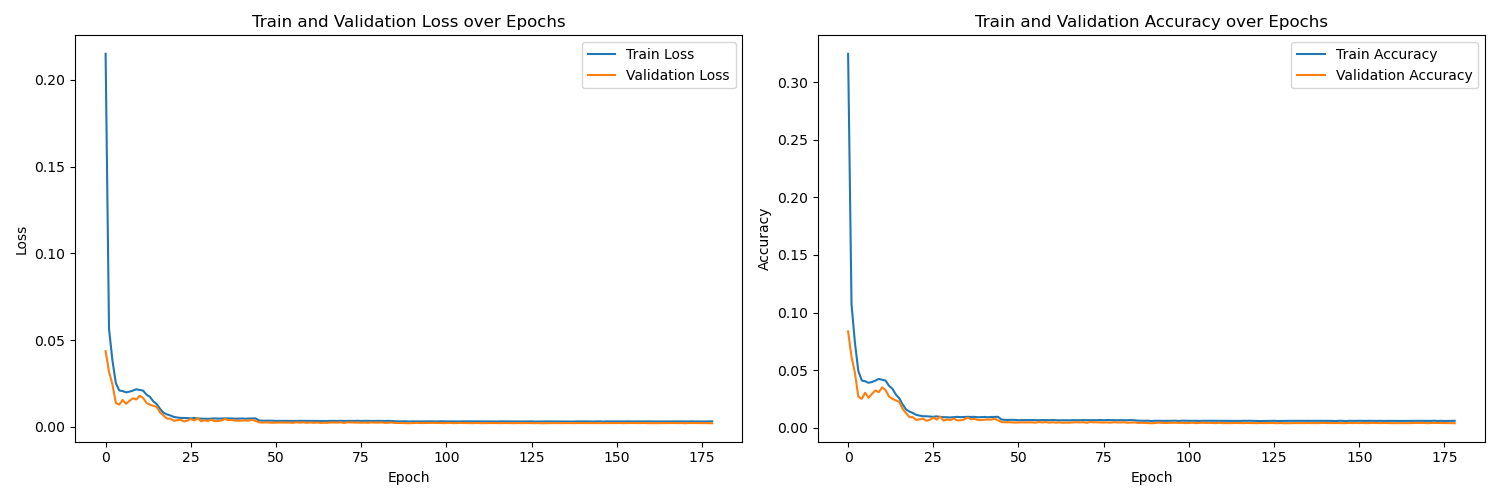 Train and Validation Loss over Epochs
Train Loss
Validation Loss
0.20
0.15
0.10
0.05
0.00
Loss
0 25 50 75 100 125 150 175
Epoch
Train and Validation Accuracy over Epochs
Train Accuracy
Validation Accuracy
0.30
0.25
0.20
0.15
0.10
0.05
0.00
Accuracy
0 25 50 75 100 125 150 175
Epoch